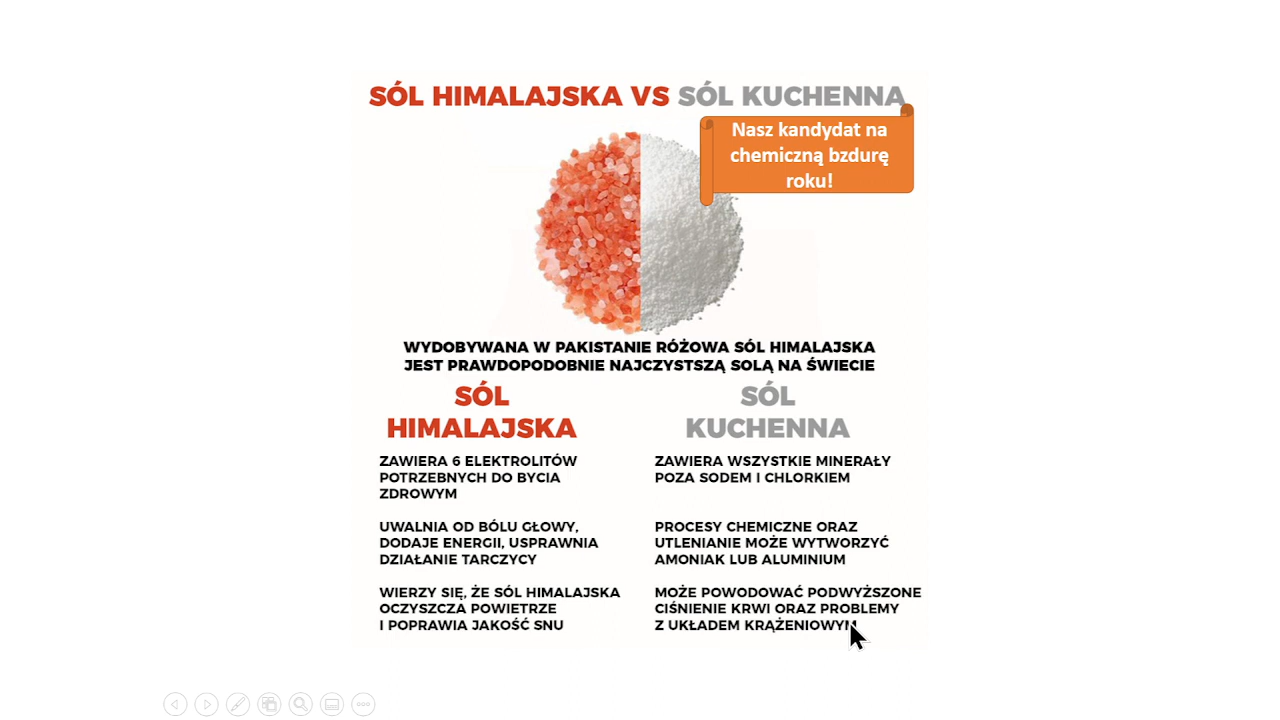 SÓL HIMALAJSKA VS SÓL KUCHENNA
Nasz kandydat na
chemiczną bzdurę
roku!
WYDOBYWANA W PAKISTANIE RÓŻOWA SÓL HIMALAJSKA
JEST PRAWDOPODOBNIE NAJCZYSTSZĄ SOLĄ NA ŚWIECIE
SÓL
HIMALAJSKA
ZAWIERA 6 ELEKTROLITÓW
POTRZEBNYCH DO BYCIA
ZDROWYM
UWALNIA OD BÓLU GŁOWY,
DODAJE ENERGII, USPRAWNIA
DZIAŁANIE TARCZYCY
WIERZY SIĘ, ŻE SÓL HIMALAJSKA
OCZYSZCZA POWIETRZE
I POPRAWIA JAKOŚĆ SNU
SÓL
KUCHENNA
ZAWIERA WSZYSTKIE MINERAŁY
POZA SODEM I CHLORKIEM
PROCESY CHEMICZNE ORAZ
UTLENIANIE MOŻE WYTWORZYĆ
AMONIAK LUB ALUMINIUM
MOŻE POWODOWAĆ PODWYŻSZONE
CIŚNIENIE KRWI ORAZ PROBLEMY
Z UKŁADEM KRĄŻENIOWYM